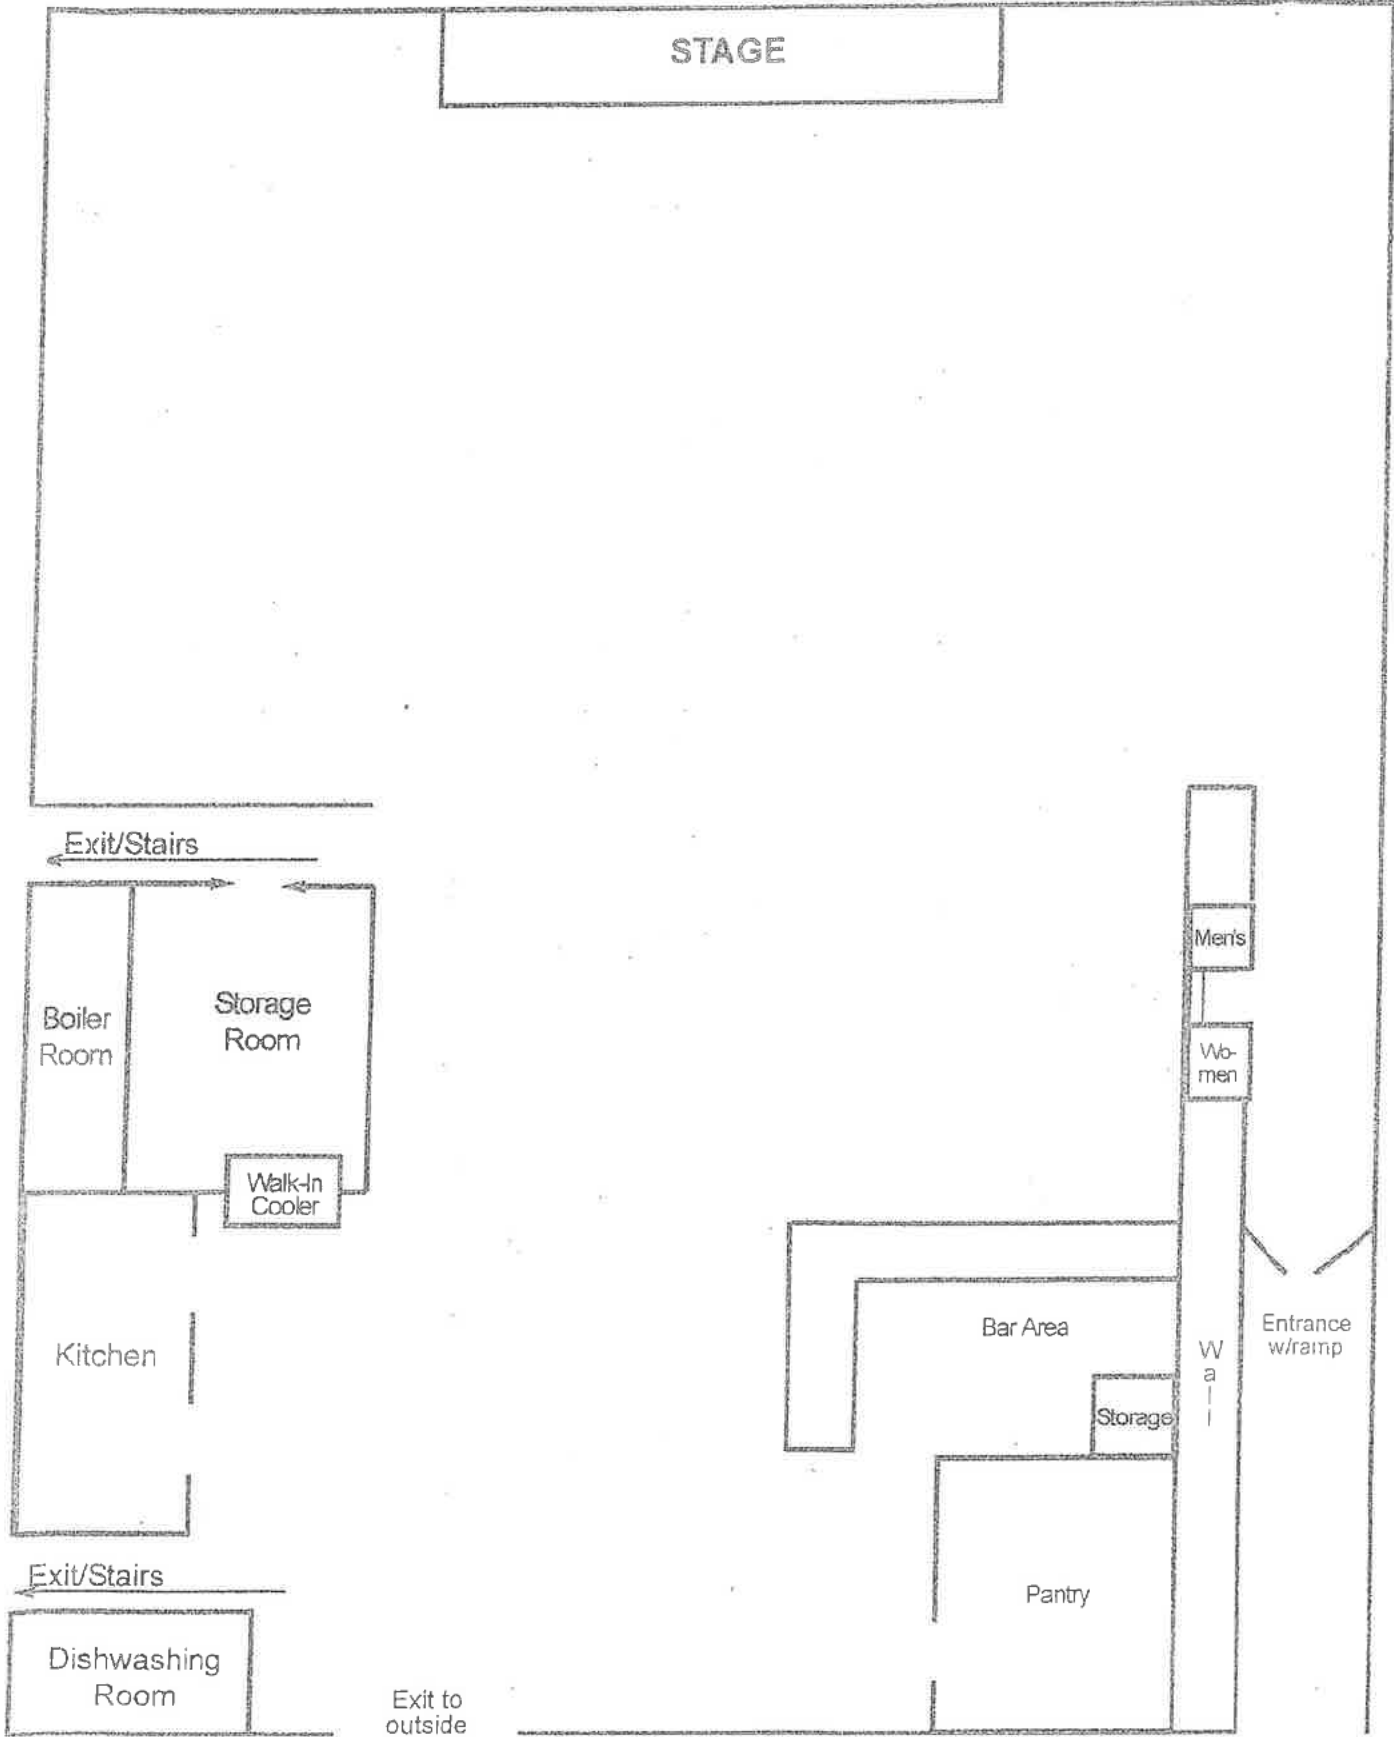 STAGE
Exit/Stairs
Boiler
Room
Storage
Room
Men's
Wo-
men
Walk-In
Cooler
Kitchen
Bar Area
Storage
W
a
l
l
Entrance
w/ramp
Exit/Stairs
Pantry
Dishwashing
Room
Exit to
outside